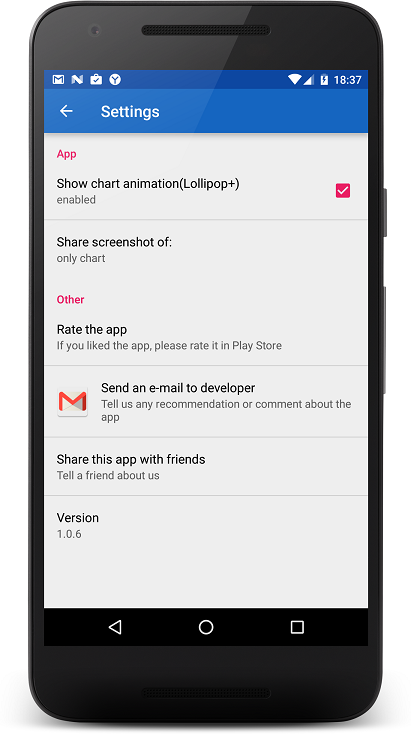 18:37
Settings
App
Show chart animation(Lollipop+)
enabled
Share screenshot of:
only chart
Other
Rate the app
If you liked the app, please rate it in Play Store
Send an e-mail to developer
Tell us any recommendation or comment about the
app
Share this app with friends
Tell a friend about us
Version
1.0.6